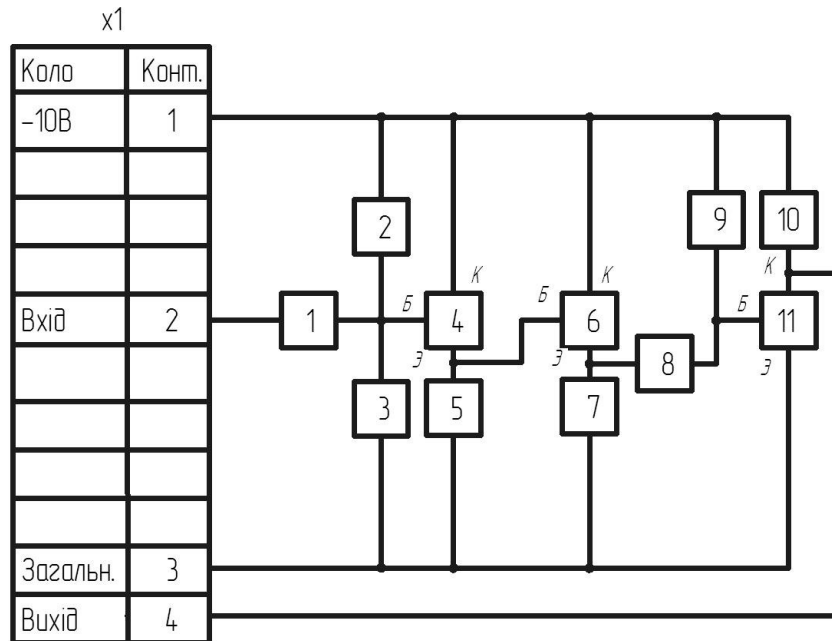 x1
Коло Конт.
-10В 1
2 9 10
К К К
Вхід 2 1 Б 4 Б 6 Б 11
Э Э 8 Э
3 5 7
Загальн. 3
Вихід 4